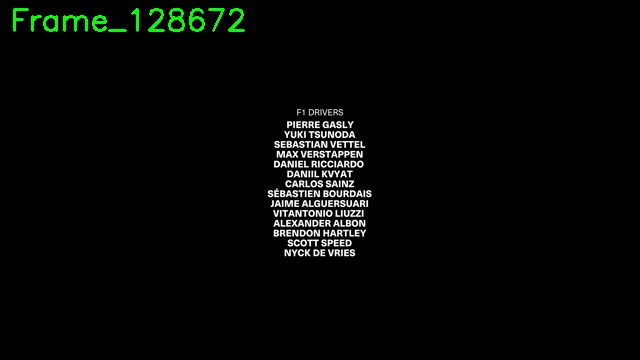 Frame_128672
F1 DRIVERS
PIERRE GASLY
YUKI TSUNODA
SEBASTIAN VETTEL
MAX VERSTAPPEN
DANIEL RICCIARDO
DANIIL KVYAT
CARLOS SAINZ
SÉBASTIEN BOURDAIS
JAIME ALGUERSUARI
VITANTONIO LIUZZI
ALEXANDER ALBON
BRENDON HARTLEY
SCOTT SPEED
NYCK DE VRIES